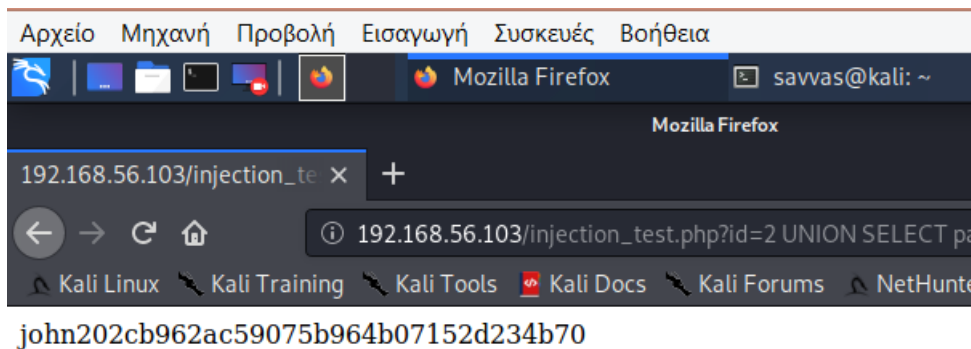 Αρχείο Μηχανή Προβολή Εισαγωγή Συσκευές Βοήθεια
Mozilla Firefox savvas@kali: ~
Mozilla Firefox
192.168.56.103/injection_te
192.168.56.103/injection_test.php?id=2 UNION SELECT pa
Kali Linux Kali Training Kali Tools Kali Docs Kali Forums NetHunte
john202cb962ac59075b964b07152d234b70